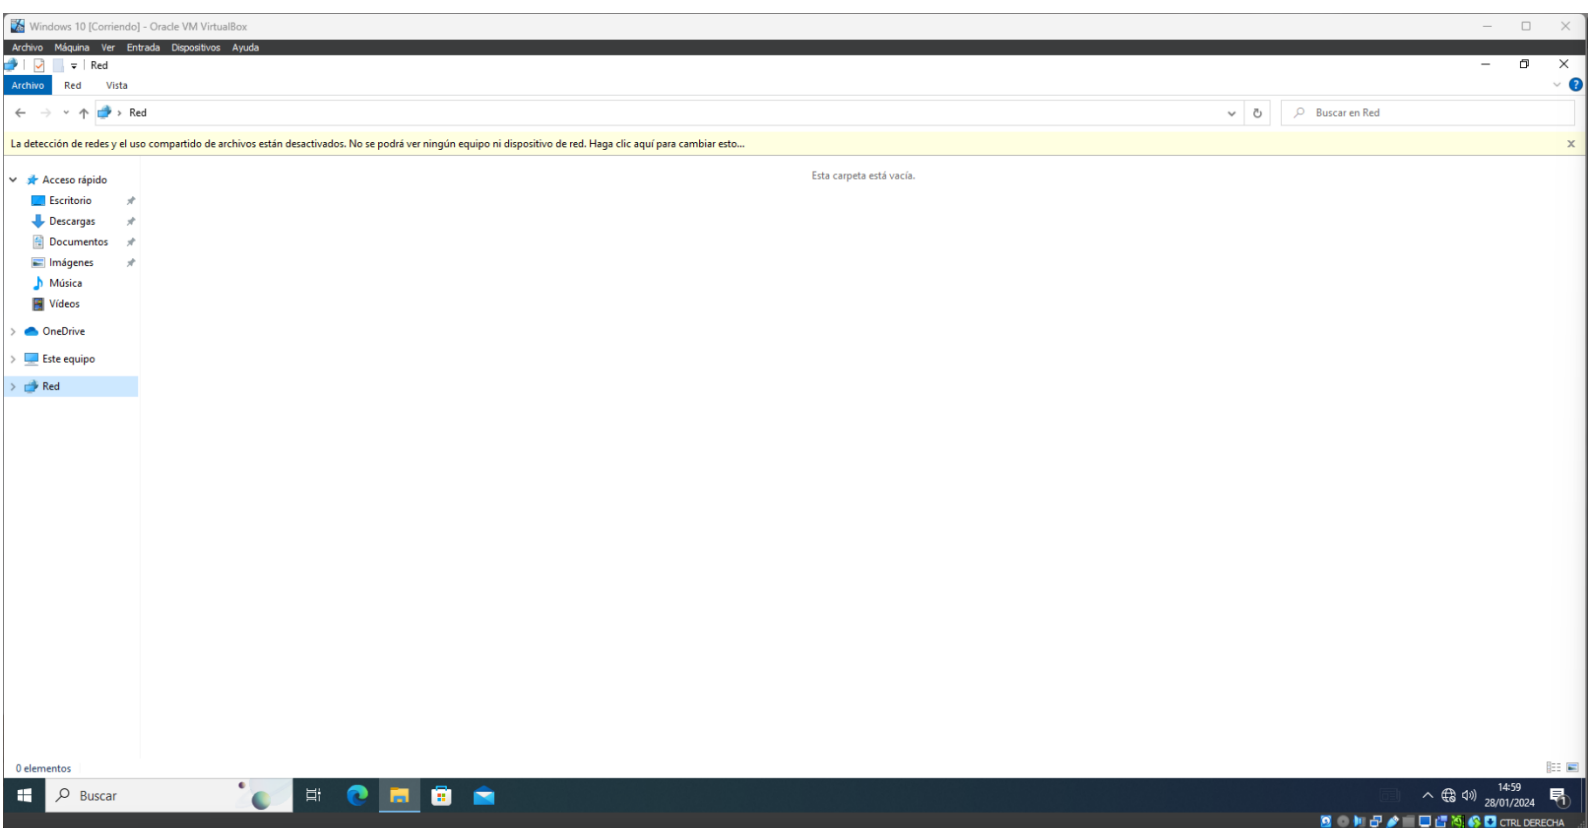 Windows 10 [Corriendo] - Oracle VM VirtualBox
Archivo Máquina Ver Entrada Dispositivos Ayuda
Red
Archivo Red Vista
Red
Buscar en Red
La detección de redes y el uso compartido de archivos están desactivados. No se podrá ver ningún equipo ni dispositivo de red. Haga clic aquí para cambiar esto...
Esta carpeta está vacía.
Acceso rápido
Escritorio
Descargas
Documentos
Imágenes
Música
Vídeos
OneDrive
Este equipo
Red
0 elementos
Buscar
14:59
28/01/2024
1
CTRL DERECHA